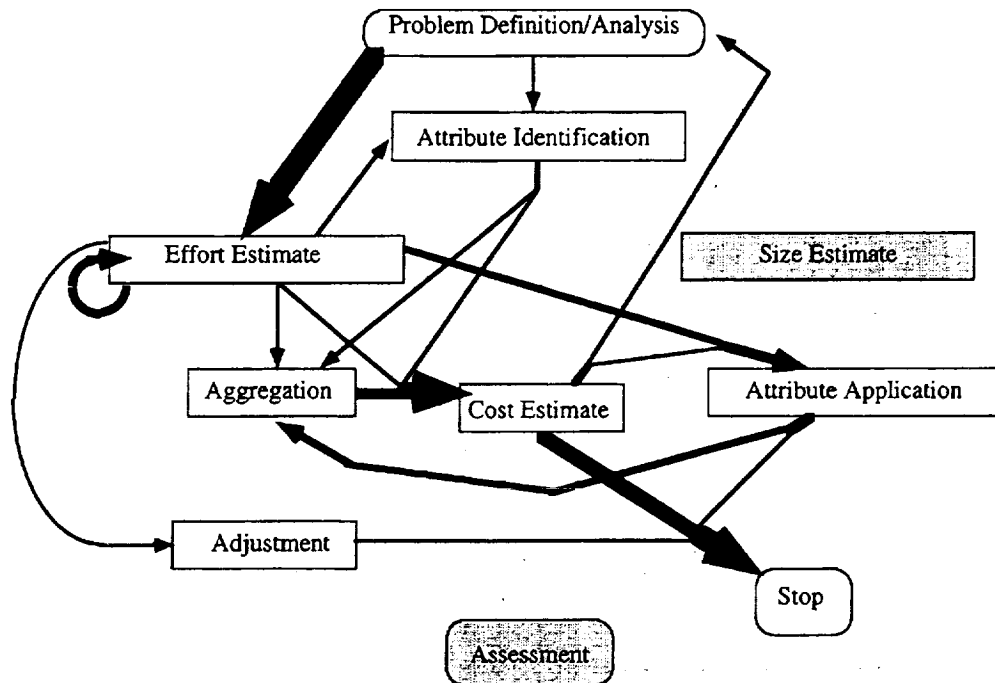 Problem Definition/Analysis
Attribute Identification
Effort Estimate
Size Estimate
Aggregation
Cost Estimate
Attribute Application
Adjustment
Stop
Assessment